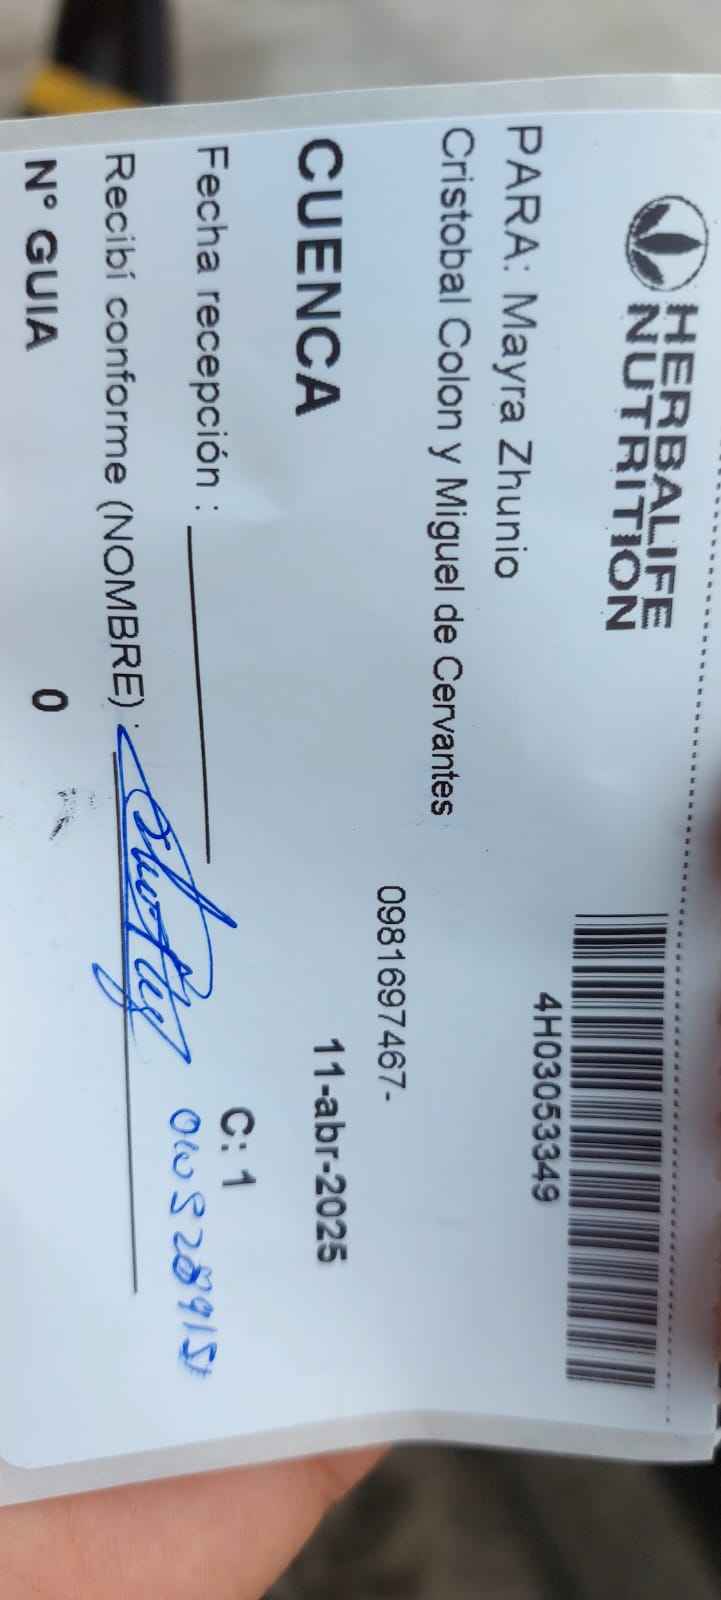 HERBALIFE
NUTRITION
4H03053349
PARA: Mayra Zhunio
Cristobal Colon y Miguel de Cervantes
0981697467-
CUENCA
11-abr-2025
Fecha recepción :
C: 1
Recibí conforme (NOMBRE) :
N° GUIA 0